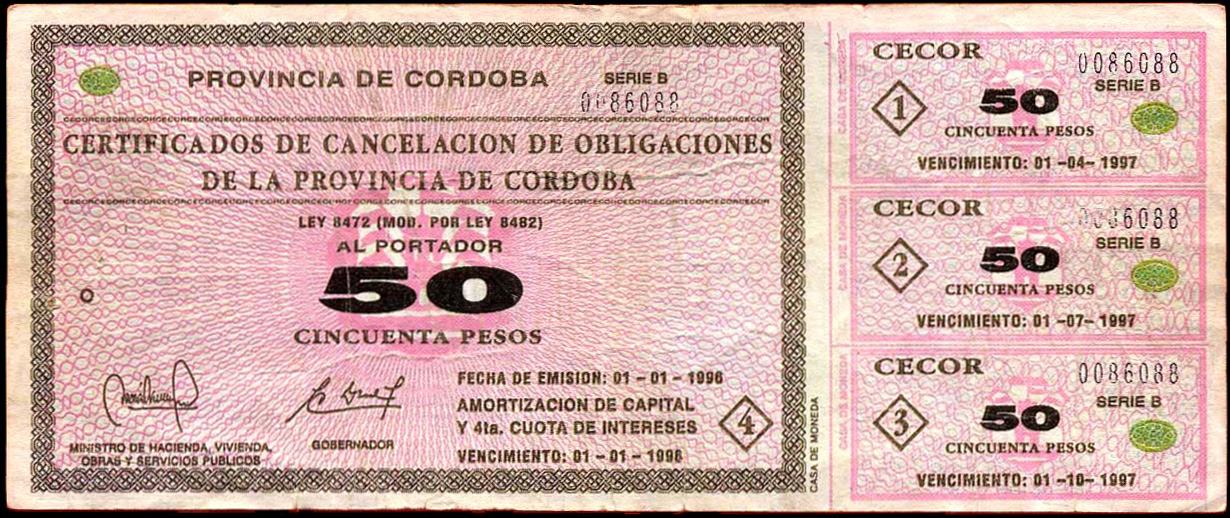 PROVINCIA DE CORDOBA
SERIE B
0086088
CERTIFICADOS DE CANCELACION DE OBLIGACIONES
DE LA PROVINCIA DE CORDOBA
LEY 8472 (MOD. POR LEY 8482)
AL PORTADOR
50
CINCUENTA PESOS
MINISTRO DE HACIENDA, VIVIENDA,
OBRAS Y SERVICIOS PUBLICOS
GOBERNADOR
FECHA DE EMISION: 01 - 01 - 1996
AMORTIZACION DE CAPITAL
Y 4ta. CUOTA DE INTERESES
4
VENCIMIENTO: 01 - 01 - 1998
CASA DE MONEDA
CECOR
0086088
SERIE B
1
50
CINCUENTA PESOS
VENCIMIENTO: 01 -04- 1997
CECOR
0086088
SERIE B
2
50
CINCUENTA PESOS
VENCIMIENTO: 01 -07- 1997
CECOR
0086088
SERIE B
3
50
CINCUENTA PESOS
VENCIMIENTO: 01 -10- 1997